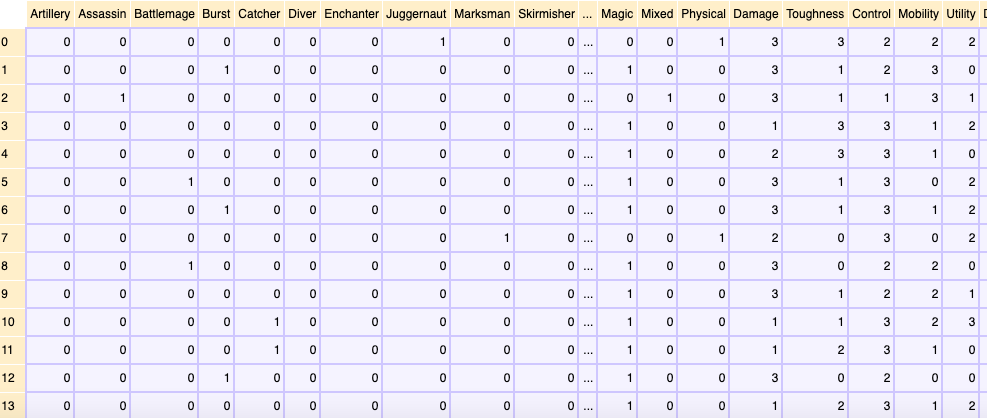 Artillery Assassin Battlemage Burst Catcher Diver Enchanter Juggernaut Marksman Skirmisher ... Magic Mixed Physical Damage Toughness Control Mobility Utility
0 0 0 0 0 0 0 0 1 0 0 ... 0 0 1 3 3 2 2 2
1 0 0 0 1 0 0 0 0 0 0 ... 1 0 0 3 1 2 3 0
2 0 1 0 0 0 0 0 0 0 0 ... 0 1 0 3 1 1 3 1
3 0 0 0 0 0 0 0 0 0 0 ... 1 0 0 1 3 3 1 2
4 0 0 0 0 0 0 0 0 0 0 ... 1 0 0 2 3 3 1 0
5 0 0 1 0 0 0 0 0 0 0 ... 1 0 0 3 1 3 0 2
6 0 0 0 1 0 0 0 0 0 0 ... 1 0 0 3 1 3 1 2
7 0 0 0 0 0 0 0 0 1 0 ... 0 0 1 2 0 3 0 2
8 0 0 1 0 0 0 0 0 0 0 ... 1 0 0 3 0 2 2 0
9 0 0 0 0 0 0 0 0 0 0 ... 1 0 0 3 1 2 2 1
10 0 0 0 0 1 0 0 0 0 0 ... 1 0 0 1 1 3 2 3
11 0 0 0 0 1 0 0 0 0 0 ... 1 0 0 1 2 3 1 0
12 0 0 0 1 0 0 0 0 0 0 ... 1 0 0 3 0 2 0 0
13 0 0 0 0 0 0 0 0 0 0 ... 1 0 0 1 2 3 1 2